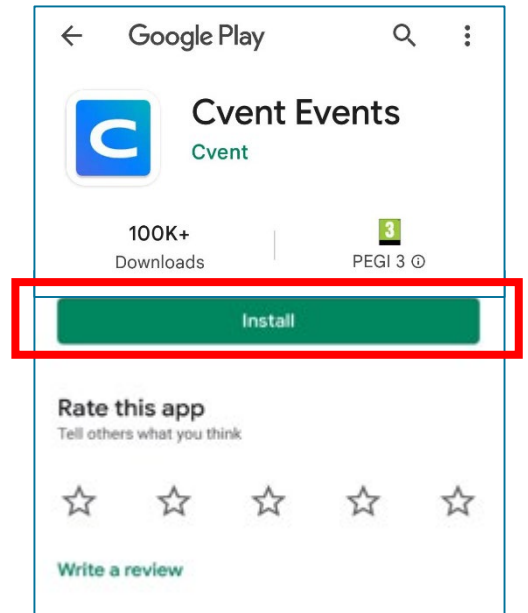 Google Play
Cvent Events
Cvent
100K+
Downloads
3
PEGI 3
Install
Rate this app
Tell others what you think
Write a review